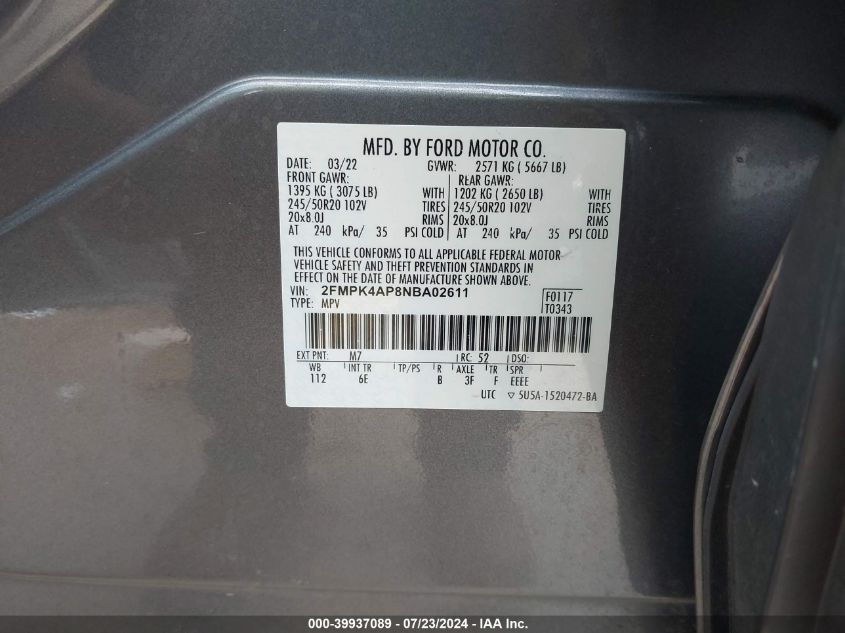 MFD. BY FORD MOTOR CO.
DATE: 03/22 GVWR: 2571 KG ( 5667 LB)
FRONT GAWR: REAR GAWR:
1395 KG ( 3075 LB) WITH 1202 KG ( 2650 LB) WITH
245/50R20 102V TIRES 245/50R20 102V TIRES
20x8.0J RIMS 20x8.0J RIMS
AT 240 kPa/ 35 PSI COLD AT 240 kPa/ 35 PSI COLD
THIS VEHICLE CONFORMS TO ALL APPLICABLE FEDERAL MOTOR
VEHICLE SAFETY AND THEFT PREVENTION STANDARDS IN
EFFECT ON THE DATE OF MANUFACTURE SHOWN ABOVE.
VIN: 2FMPK4AP8NBA02611 F0117
TYPE: MPV T0343
EXT PNT: M7 RC: 52 DSO:
WB INT TR TP/PS R AXLE TR SPR
112 6E B 3F F EEEE
UTC ▽ 5U5A-1520472-BA
000-39937089 - 07/23/2024 - IAA Inc.